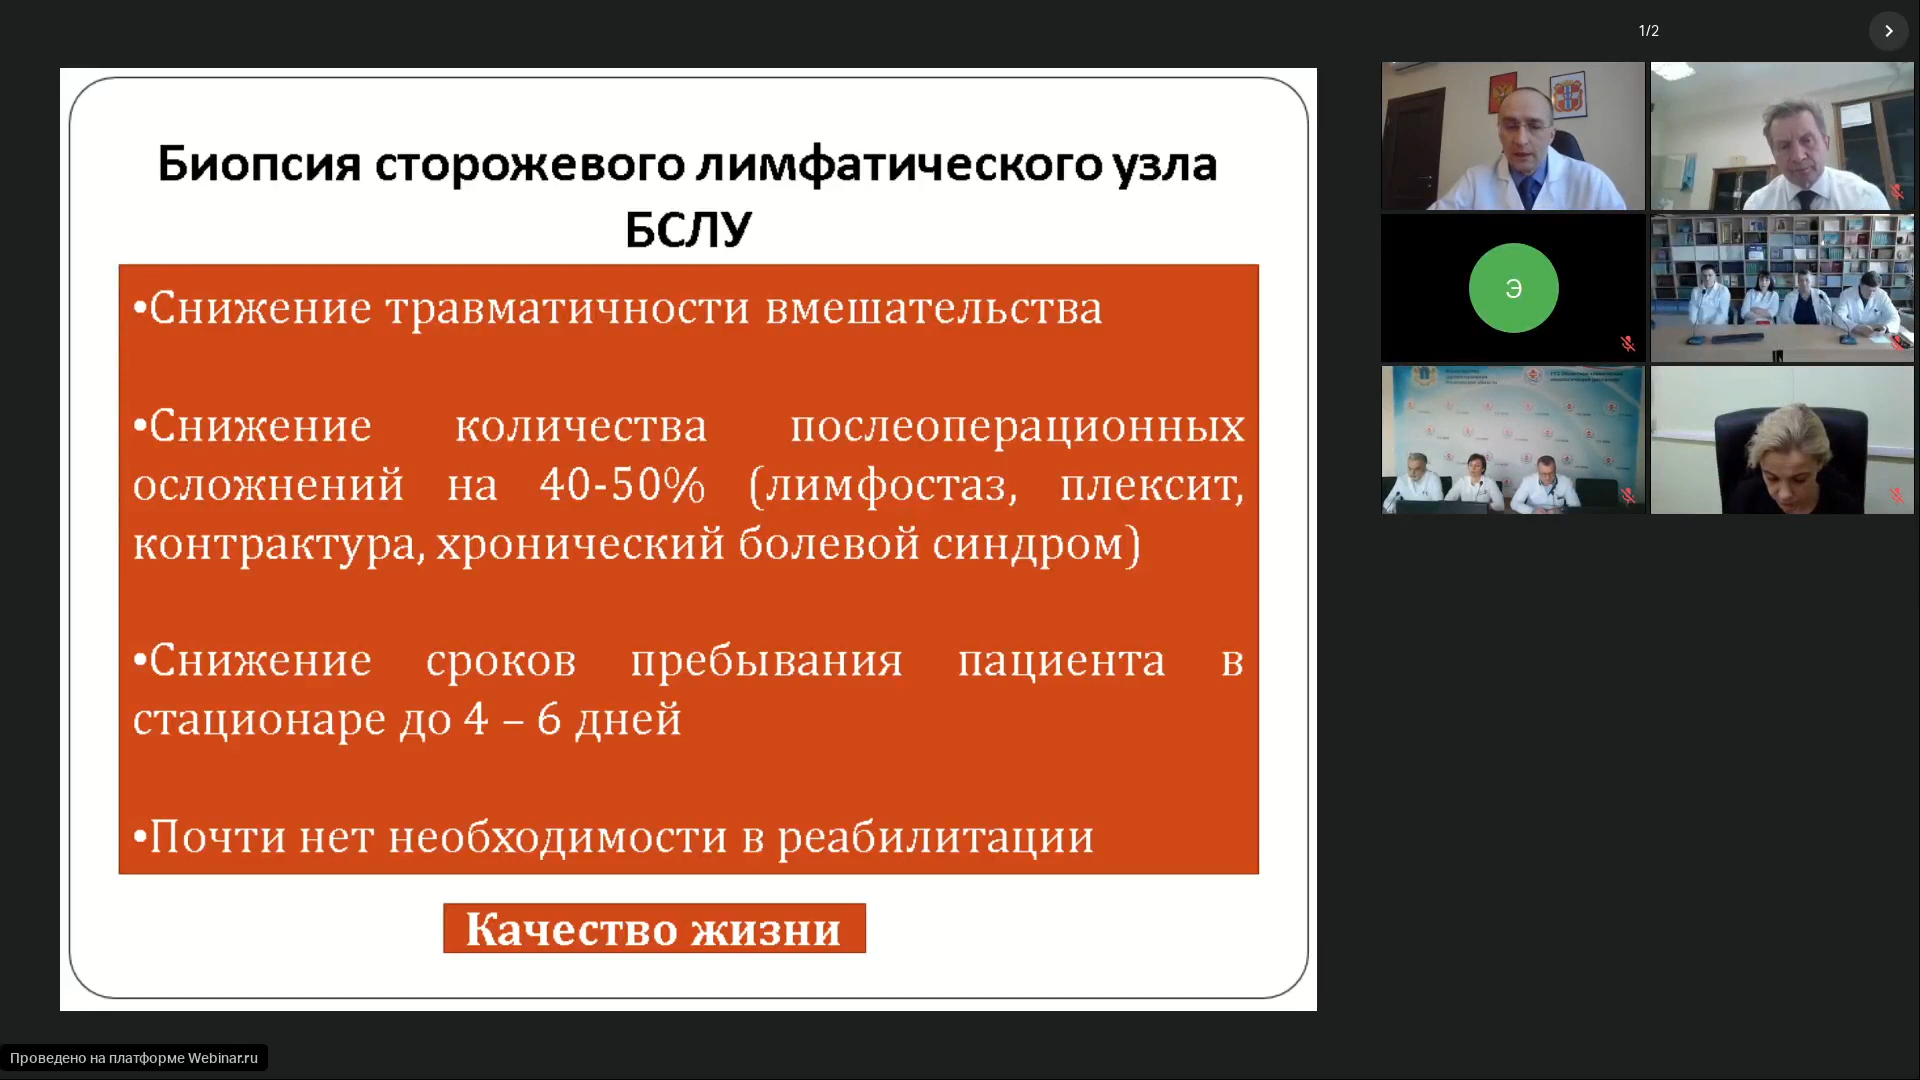 1/2
Биопсия сторожевого лимфатического узла
БСЛУ
•Снижение травматичности вмешательства
•Снижение количества послеоперационных
осложнений на 40-50% (лимфостаз, плексит,
контрактура, хронический болевой синдром)
•Снижение сроков пребывания пациента в
стационаре до 4 – 6 дней
•Почти нет необходимости в реабилитации
Качество жизни
Э
Проведено на платформе Webinar.ru